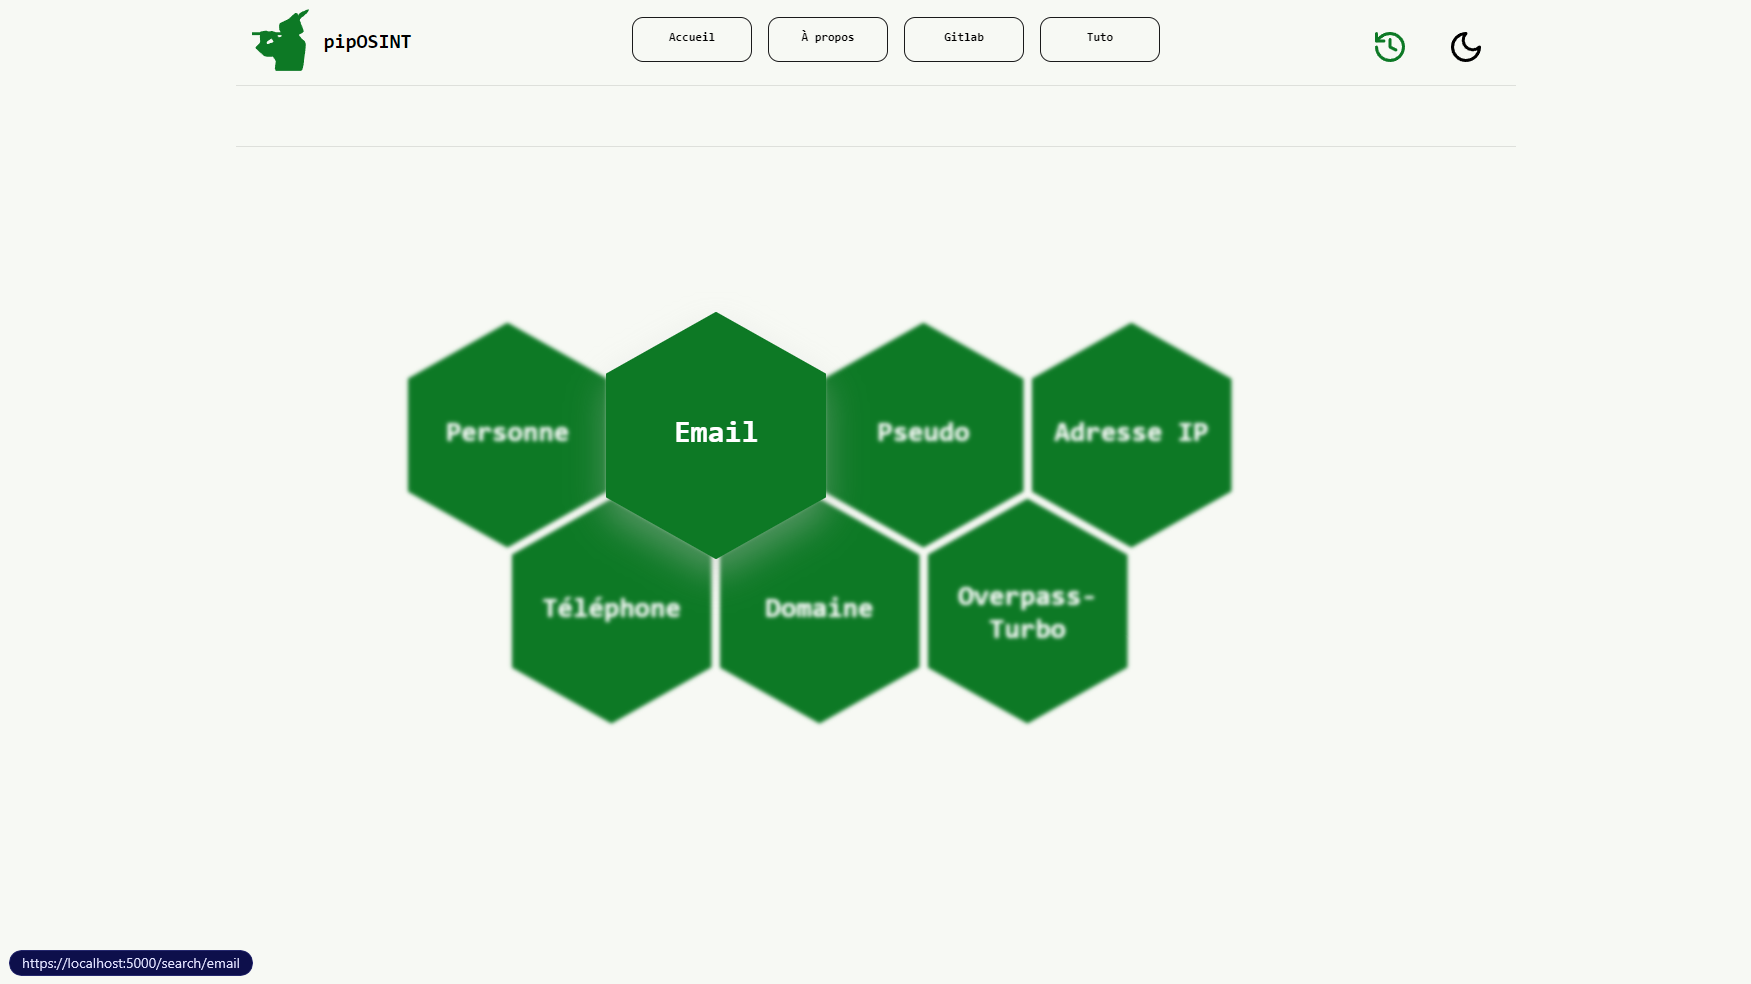 pipOSINT
Accueil
À propos
Gitlab
Tuto
Personne
Email
Pseudo
Adresse IP
Téléphone
Domaine
Overpass-
Turbo
https://localhost:5000/search/email